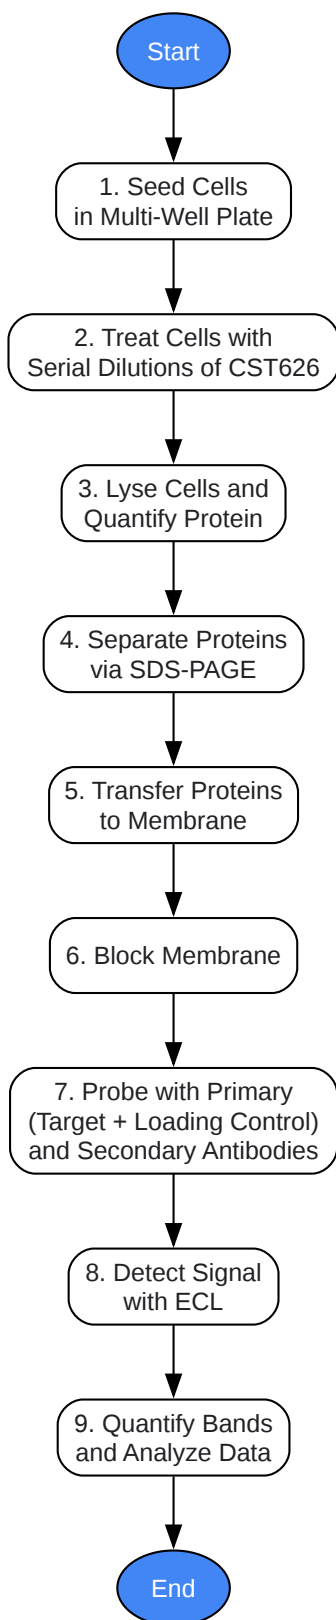 Start
1. Seed Cells
in Multi-Well Plate
2. Treat Cells with
Serial Dilutions of CST626
3. Lyse Cells and
Quantify Protein
4. Separate Proteins
via SDS-PAGE
5. Transfer Proteins
to Membrane
6. Block Membrane
7. Probe with Primary
(Target + Loading Control)
and Secondary Antibodies
8. Detect Signal
with ECL
9. Quantify Bands
and Analyze Data
End